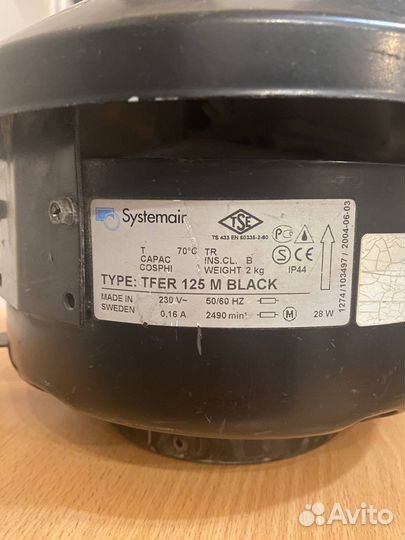 Systemair
TSE
TS 433 EN 60335-2-80
T 70°C TR
CAPAC INS.CL. B
COSPHI WEIGHT 2 kg
S CE
IP44
TYPE: TFER 125 M BLACK
MADE IN 230 V~ 50/60 HZ
SWEDEN 0,16 A 2490 min¹ M 28 W
1274/103497 / 2004-06-03
Avito